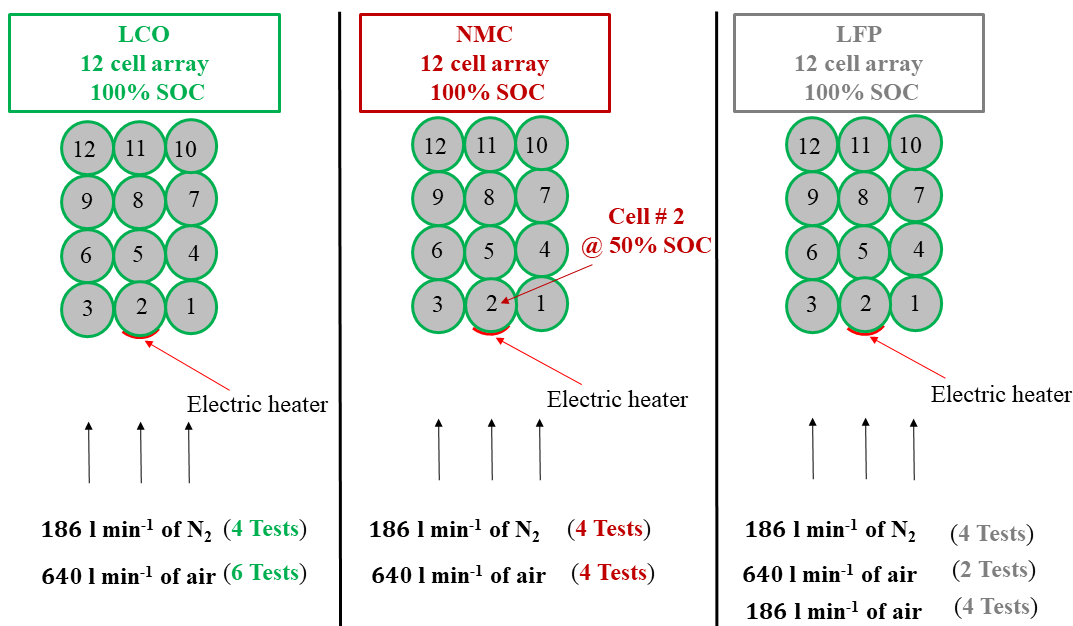 LCO
12 cell array
100% SOC
12 11 10
9 8 7
6 5 4
3 2 1
Electric heater
186 l min⁻¹ of N₂ (4 Tests)
640 l min⁻¹ of air (6 Tests)
NMC
12 cell array
100% SOC
12 11 10
9 8 7
6 5 4
3 2 1
Cell # 2
@ 50% SOC
Electric heater
186 l min⁻¹ of N₂ (4 Tests)
640 l min⁻¹ of air (4 Tests)
LFP
12 cell array
100% SOC
12 11 10
9 8 7
6 5 4
3 2 1
Electric heater
186 l min⁻¹ of N₂ (4 Tests)
640 l min⁻¹ of air (2 Tests)
186 l min⁻¹ of air (4 Tests)